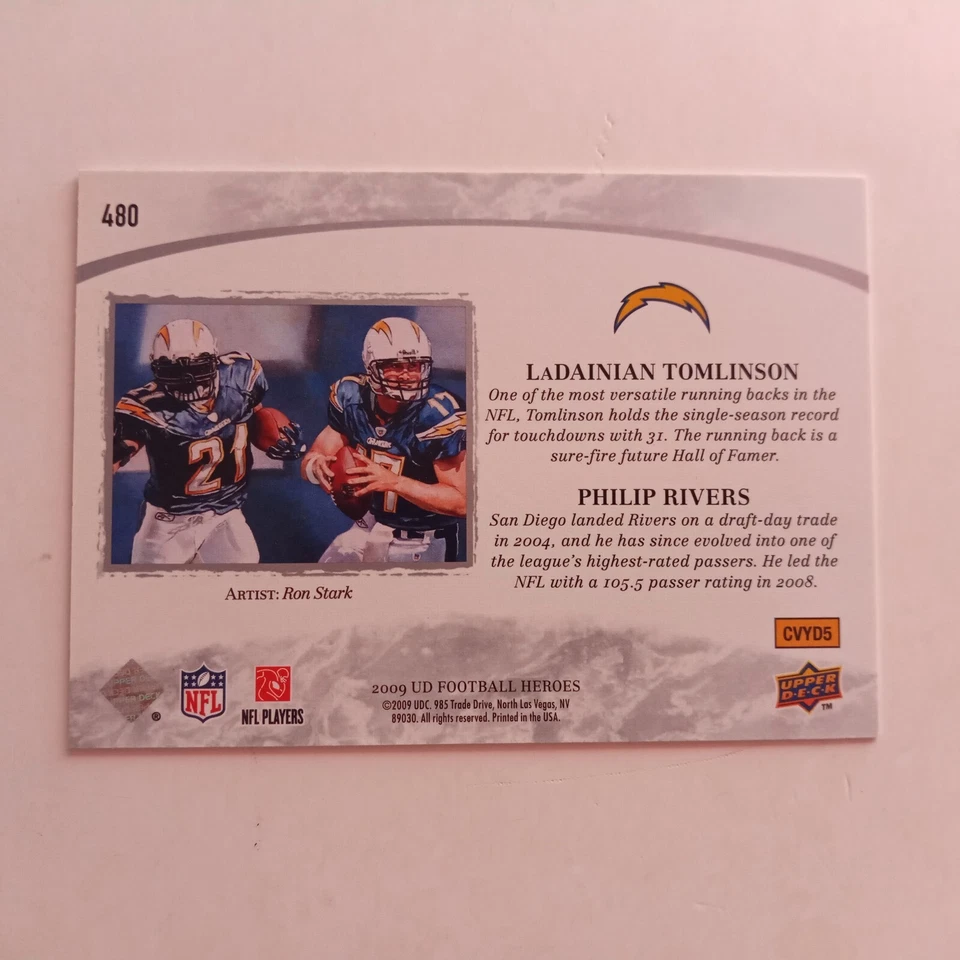 480
21
17
7
CHARGERS
LADAINIAN TOMLINSON
One of the most versatile running backs in the
NFL, Tomlinson holds the single-season record
for touchdowns with 31. The running back is a
sure-fire future Hall of Famer.
PHILIP RIVERS
San Diego landed Rivers on a draft-day trade
in 2004, and he has since evolved into one of
the league's highest-rated passers. He led the
NFL with a 105.5 passer rating in 2008.
ARTIST: Ron Stark
CVYD5
®
NFL
NFL PLAYERS
2009 UD FOOTBALL HEROES
©2009 UDC. 985 Trade Drive, North Las Vegas, NV
89030. All rights reserved. Printed in the USA.
UPPER
D·E·C·K
TM